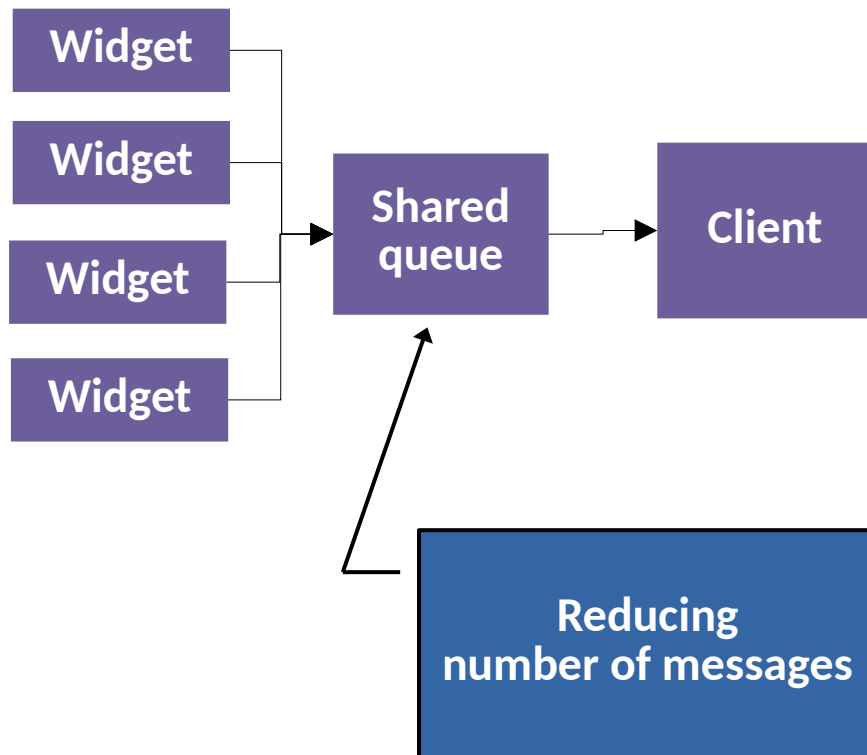 Widget
Widget
Widget
Widget
Shared
queue
Client
Reducing
number of messages